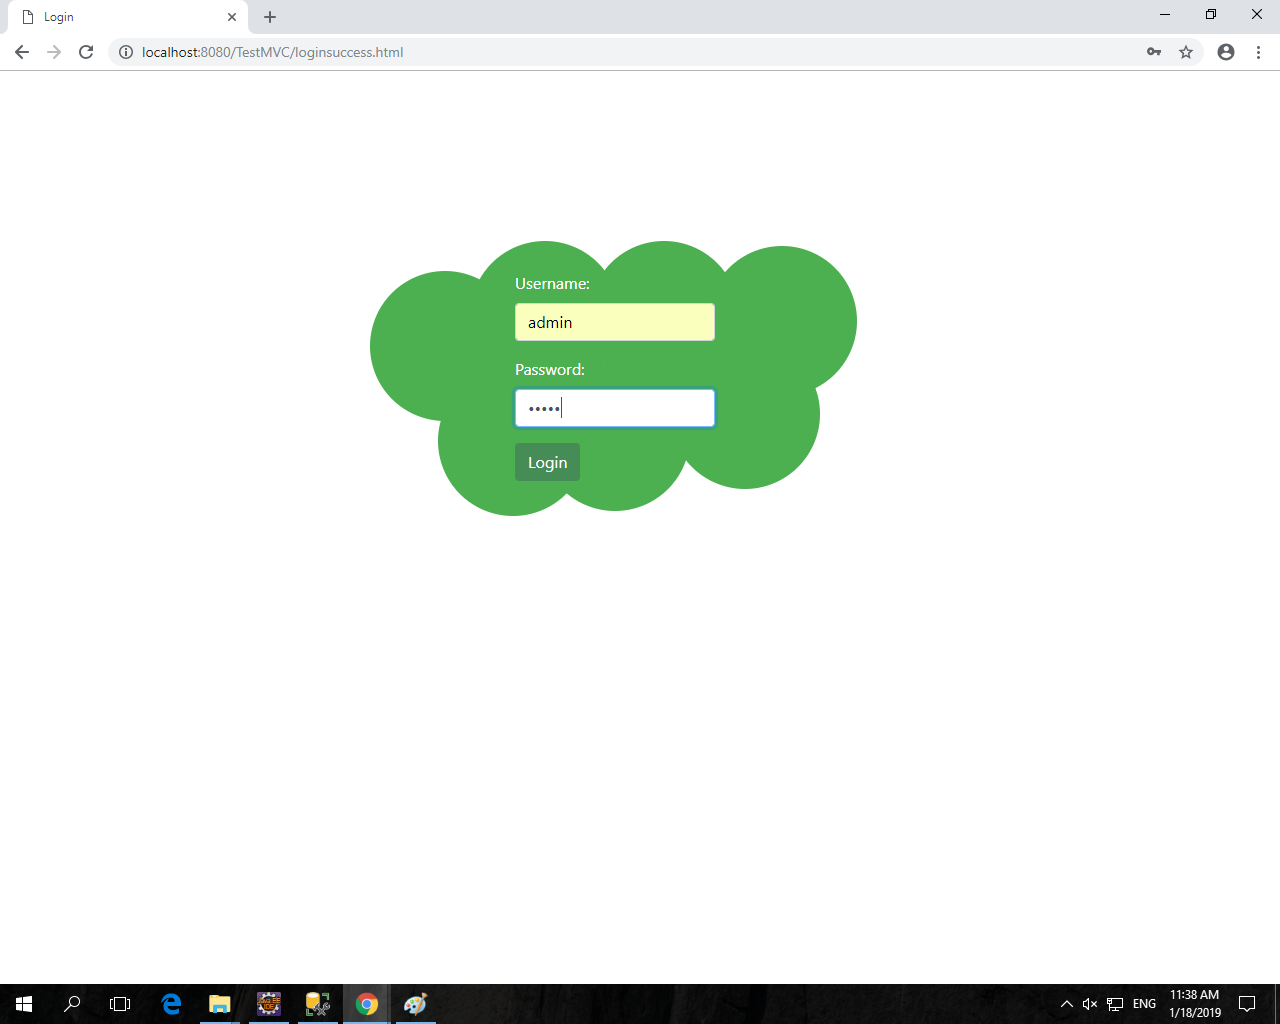 Login
localhost:8080/TestMVC/loginsuccess.html
Username:
admin
Password:
•••••
Login
ENG
11:38 AM
1/18/2019